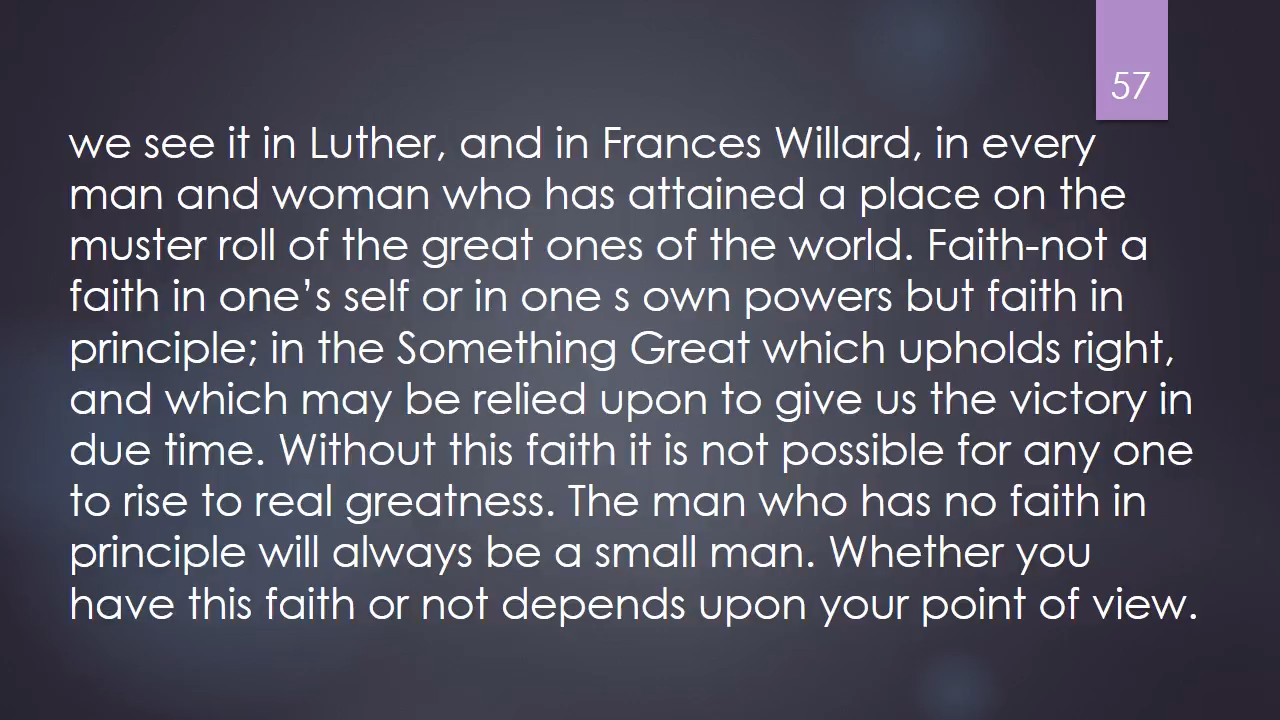 57
we see it in Luther, and in Frances Willard, in every
man and woman who has attained a place on the
muster roll of the great ones of the world. Faith-not a
faith in one’s self or in one s own powers but faith in
principle; in the Something Great which upholds right,
and which may be relied upon to give us the victory in
due time. Without this faith it is not possible for any one
to rise to real greatness. The man who has no faith in
principle will always be a small man. Whether you
have this faith or not depends upon your point of view.